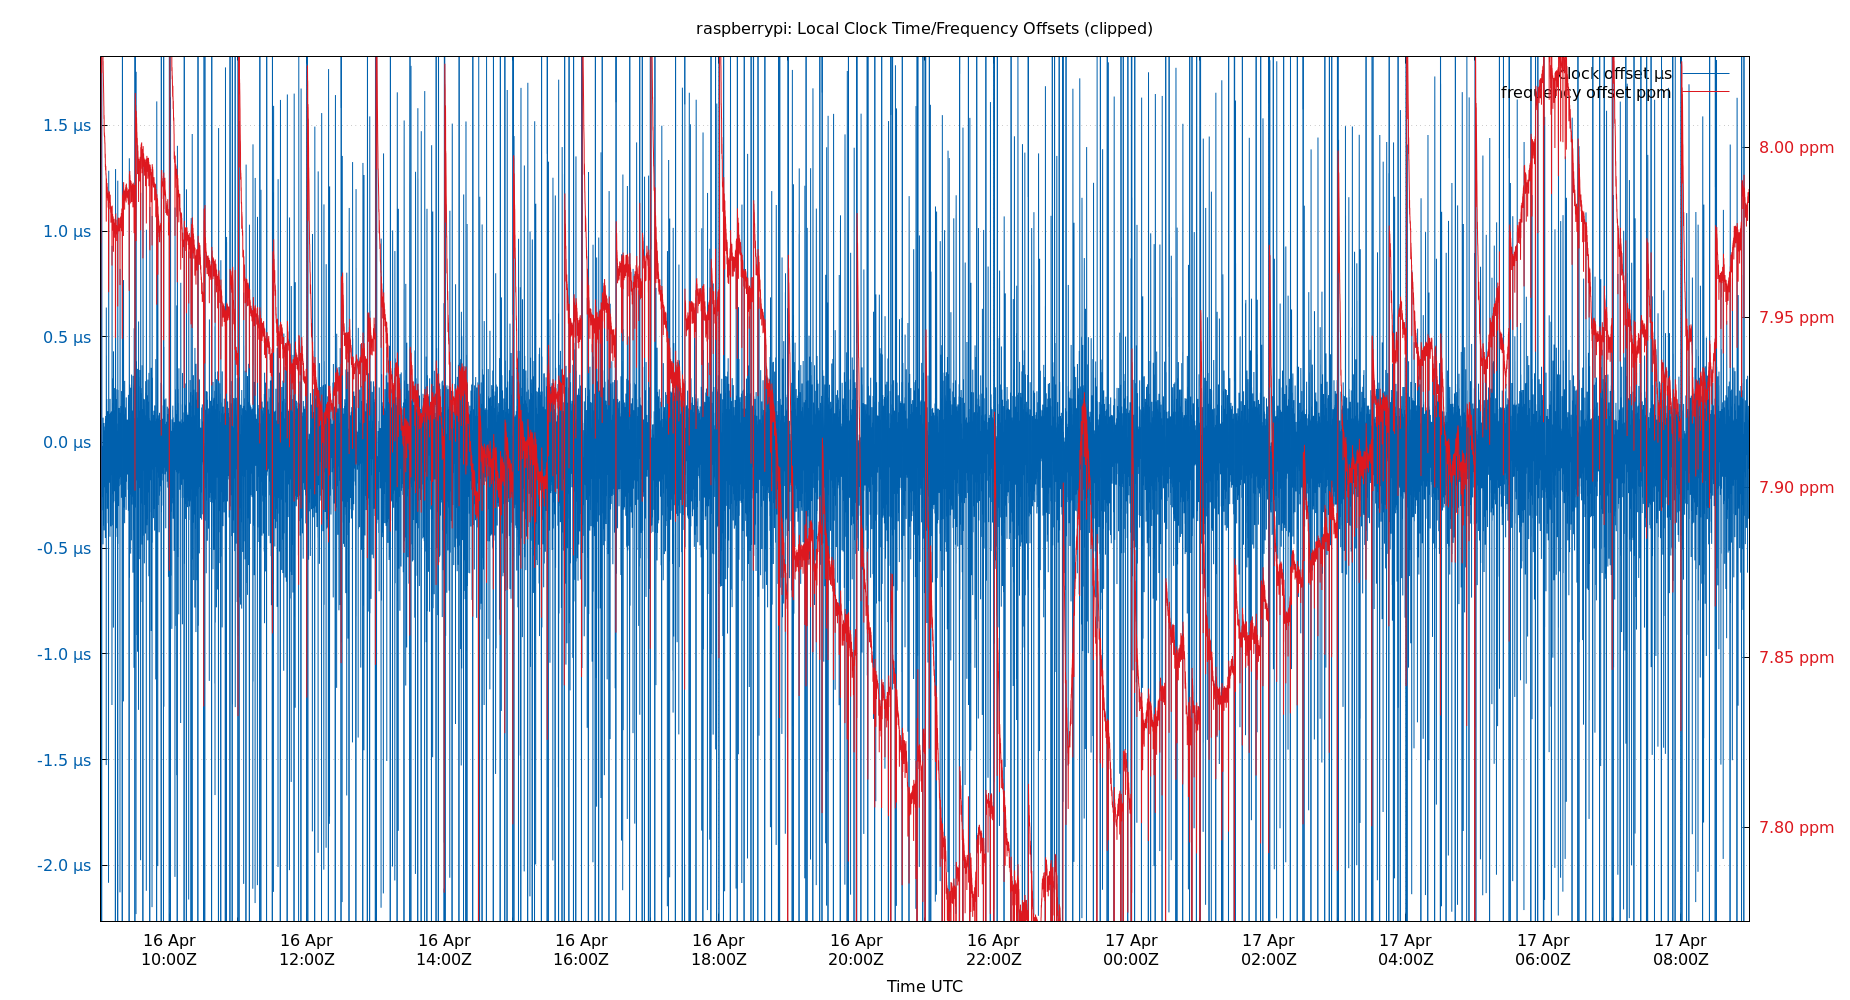 raspberrypi: Local Clock Time/Frequency Offsets (clipped)
clock offset µs
frequency offset ppm
1.5 µs
1.0 µs
0.5 µs
0.0 µs
-0.5 µs
-1.0 µs
-1.5 µs
-2.0 µs
8.00 ppm
7.95 ppm
7.90 ppm
7.85 ppm
7.80 ppm
16 Apr 16 Apr 16 Apr 16 Apr 16 Apr 16 Apr 16 Apr 17 Apr 17 Apr 17 Apr 17 Apr 17 Apr
10:00Z 12:00Z 14:00Z 16:00Z 18:00Z 20:00Z 22:00Z 00:00Z 02:00Z 04:00Z 06:00Z 08:00Z
Time UTC